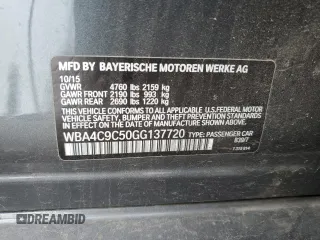 MFD BY BAYERISCHE MOTOREN WERKE AG
10/15
GVWR 4760 lbs 2159 kg
GAWR FRONT 2190 lbs 993 kg
GAWR REAR 2690 lbs 1220 kg
THIS VEHICLE CONFORMS TO ALL APPLICABLE U.S. FEDERAL
MOTOR VEHICLE SAFETY, BUMPER, AND THEFT PREVENTION
STANDARDS IN EFFECT ON THE DATE OF MANUFACTURE
SHOWN ABOVE.
WBA4C9C50GG137720 TYPE: PASSENGER CAR
DREAMBID